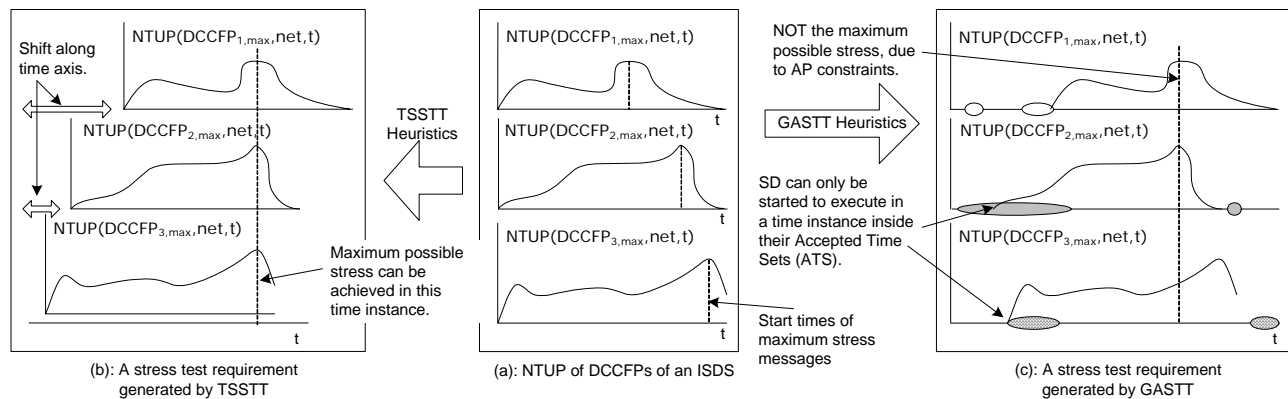 Shift along
time axis.
NTUP(DCCFP1,max,net,t)
NTUP(DCCFP2,max,net,t)
NTUP(DCCFP3,max,net,t)
Maximum possible
stress can be
achieved in this
time instance.
t
(b): A stress test requirement
generated by TSSTT
TSSTT
Heuristics
NTUP(DCCFP1,max,net,t)
t
NTUP(DCCFP2,max,net,t)
t
NTUP(DCCFP3,max,net,t)
t
Start times of
maximum stress
messages
(a): NTUP of DCCFPs of an ISDS
GASTT Heuristics
NOT the maximum
possible stress, due
to AP constraints.
SD can only be
started to execute in
a time instance inside
their Accepted Time
Sets (ATS).
NTUP(DCCFP1,max,net,t)
NTUP(DCCFP2,max,net,t)
NTUP(DCCFP3,max,net,t)
t
(c): A stress test requirement
generated by GASTT